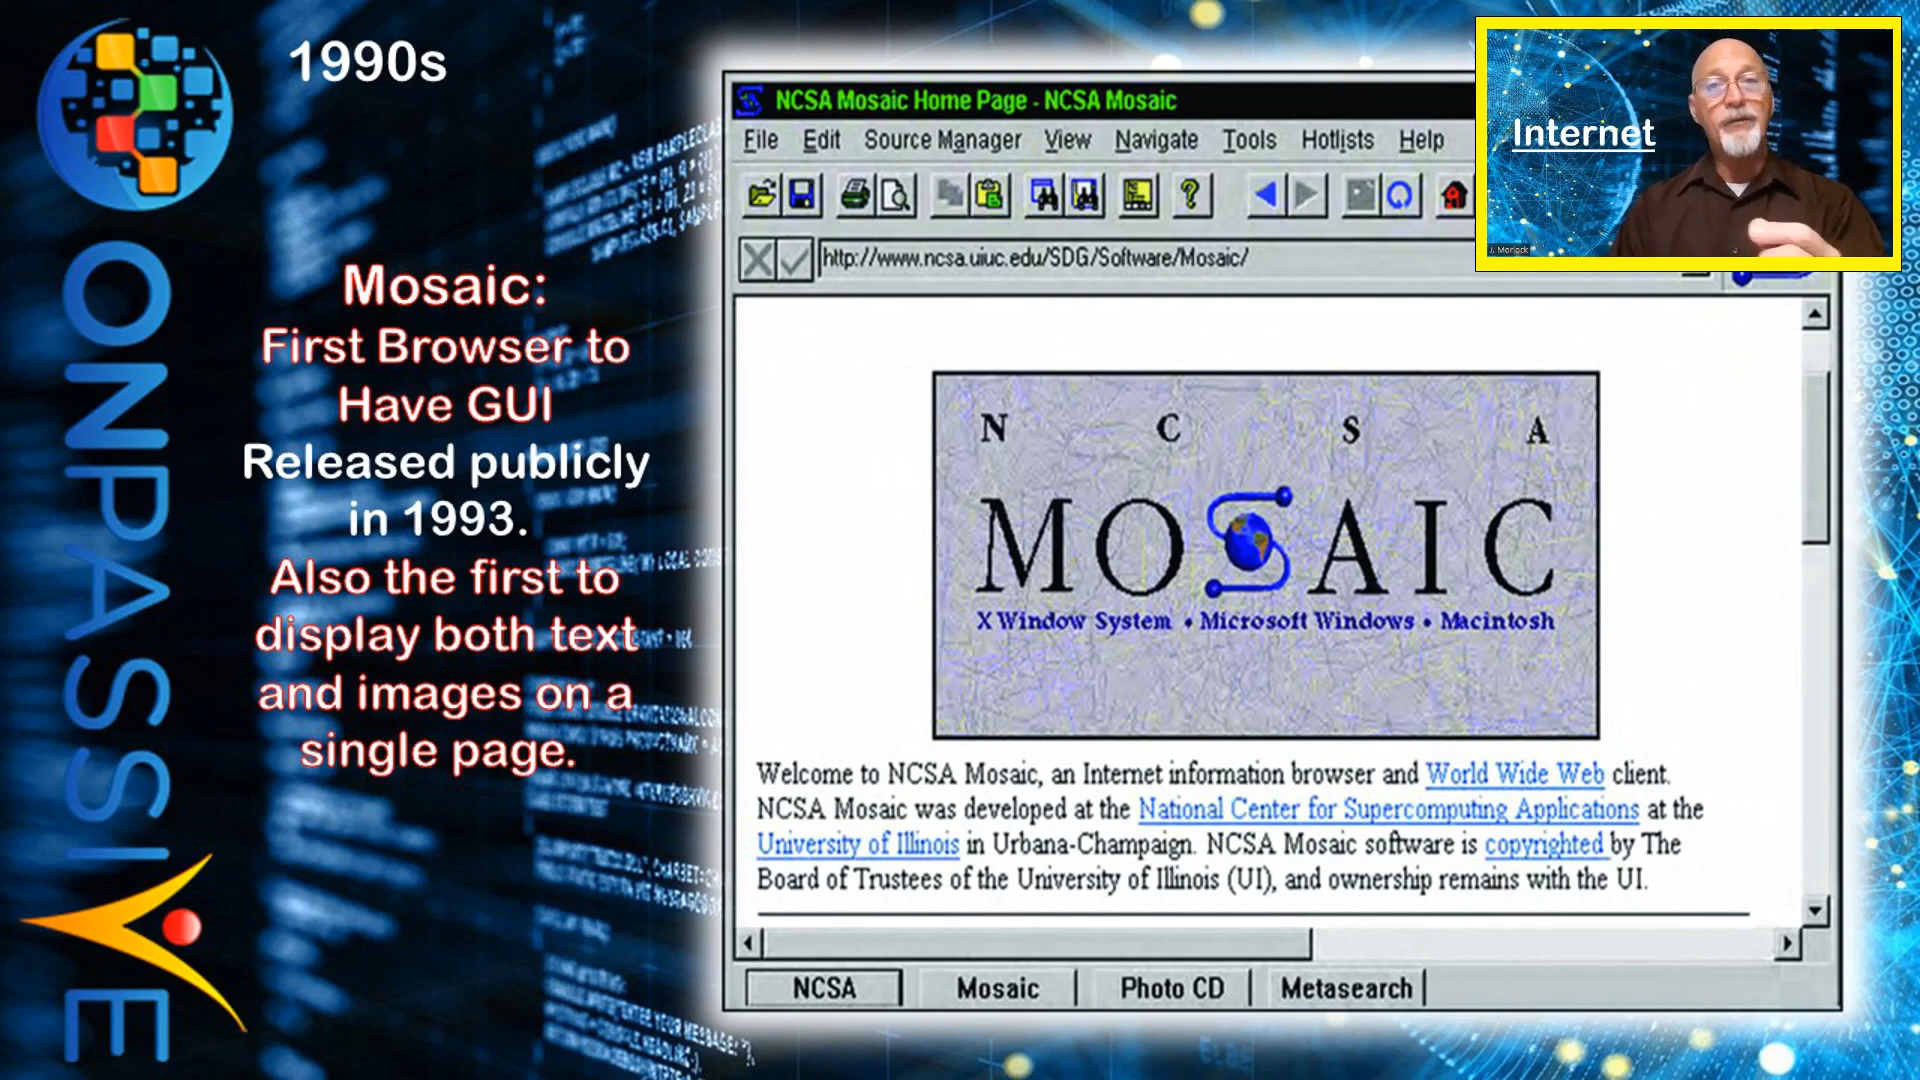 1990s
ONPASSIVE
Mosaic:
First Browser to
Have GUI
Released publicly
in 1993.
Also the first to
display both text
and images on a
single page.
NCSA Mosaic Home Page - NCSA Mosaic
File Edit Source Manager View Navigate Tools Hotlists Help
http://www.ncsa.uiuc.edu/SDG/Software/Mosaic/
N C S A
MOSAIC
X Window System • Microsoft Windows • Macintosh
Welcome to NCSA Mosaic, an Internet information browser and World Wide Web client.
NCSA Mosaic was developed at the National Center for Supercomputing Applications at the
University of Illinois in Urbana-Champaign. NCSA Mosaic software is copyrighted by The
Board of Trustees of the University of Illinois (UI), and ownership remains with the UI.
NCSA Mosaic Photo CD Metasearch
Internet
J. Morlock